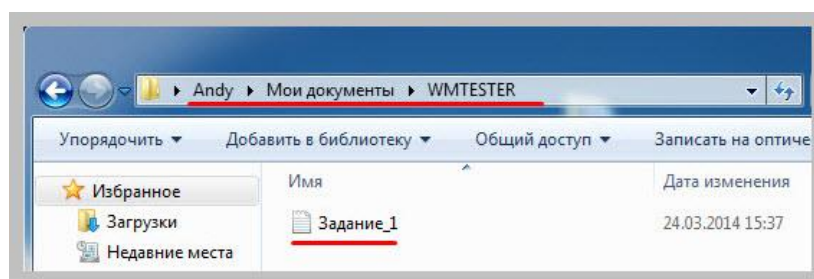 Andy ▸ Мои документы ▸ WMTESTER
Упорядочить Добавить в библиотеку Общий доступ Записать на оптиче
Избранное
Загрузки
Недавние места
Имя Дата изменения
Задание_1 24.03.2014 15:37